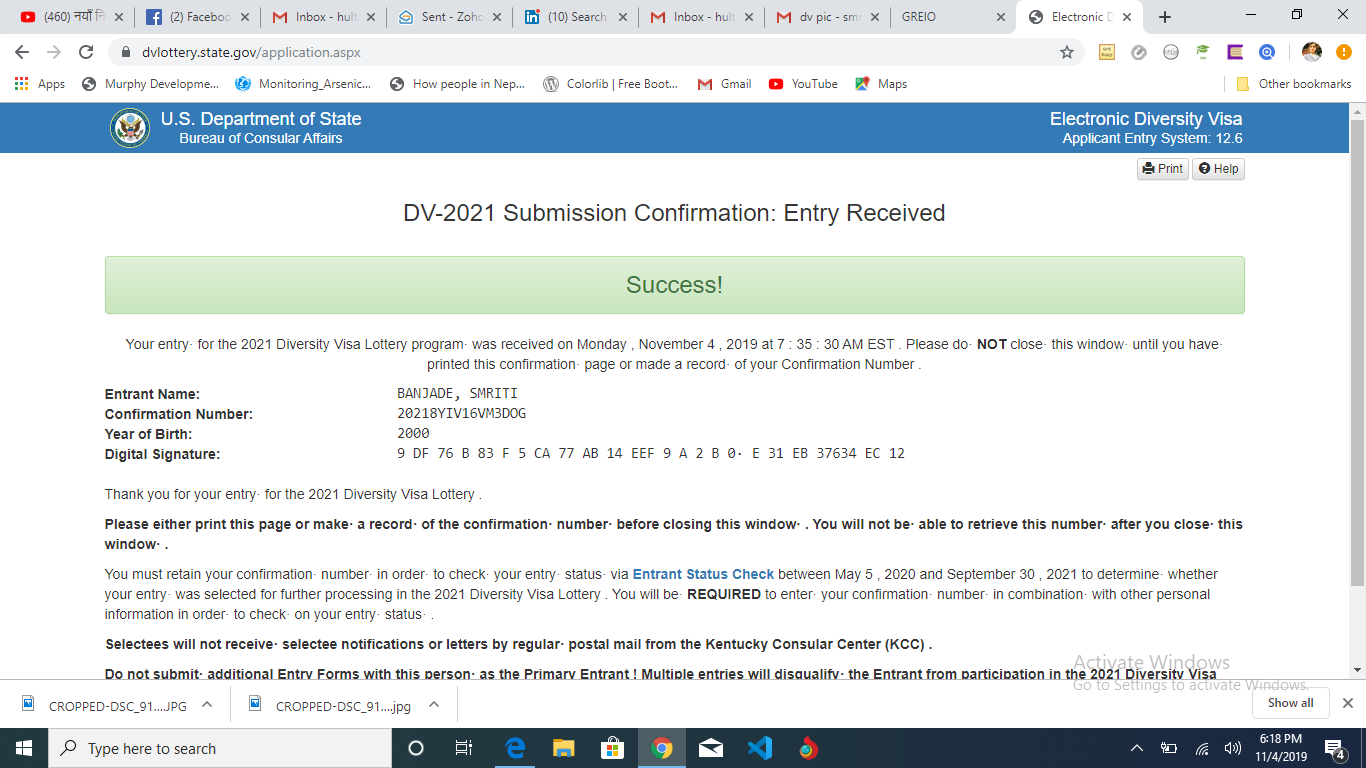 (460) नयाँ नि
(2) Faceboo
Inbox - hult
Sent - Zoho
(10) Search
Inbox - hult
dv pic - smr
GREIO
Electronic D
dvlottery.state.gov/application.aspx
Apps
Murphy Developme...
Monitoring_Arsenic...
How people in Nep...
Colorlib | Free Boot...
Gmail
YouTube
Maps
Other bookmarks
U.S. Department of State
Bureau of Consular Affairs
Electronic Diversity Visa
Applicant Entry System: 12.6
Print
Help
DV-2021 Submission Confirmation: Entry Received
Success!
Your entry· for the 2021 Diversity Visa Lottery program· was received on Monday , November 4 , 2019 at 7 : 35 : 30 AM EST . Please do· NOT close· this window· until you have·
printed this confirmation· page or made a record· of your Confirmation Number .
Entrant Name: BANJADE, SMRITI
Confirmation Number: 20218YIV16VM3DOG
Year of Birth: 2000
Digital Signature: 9 DF 76 B 83 F 5 CA 77 AB 14 EEF 9 A 2 B 0· E 31 EB 37634 EC 12
Thank you for your entry· for the 2021 Diversity Visa Lottery .
Please either print this page or make· a record· of the confirmation· number· before closing this window· . You will not be· able to retrieve this number· after you close· this
window· .
You must retain your confirmation· number· in order· to check· your entry· status· via Entrant Status Check between May 5 , 2020 and September 30 , 2021 to determine· whether
your entry· was selected for further processing in the 2021 Diversity Visa Lottery . You will be· REQUIRED to enter· your confirmation· number· in combination· with other personal
information in order· to check· on your entry· status· .
Selectees will not receive· selectee notifications or letters by regular· postal mail from the Kentucky Consular Center (KCC) .
Do not submit· additional Entry Forms with this person· as the Primary Entrant ! Multiple entries will disqualify· the Entrant from participation in the 2021 Diversity Visa
Activate Windows
Go to Settings to activate Windows.
CROPPED-DSC_91....JPG
CROPPED-DSC_91....jpg
Show all
Type here to search
6:18 PM
11/4/2019
4